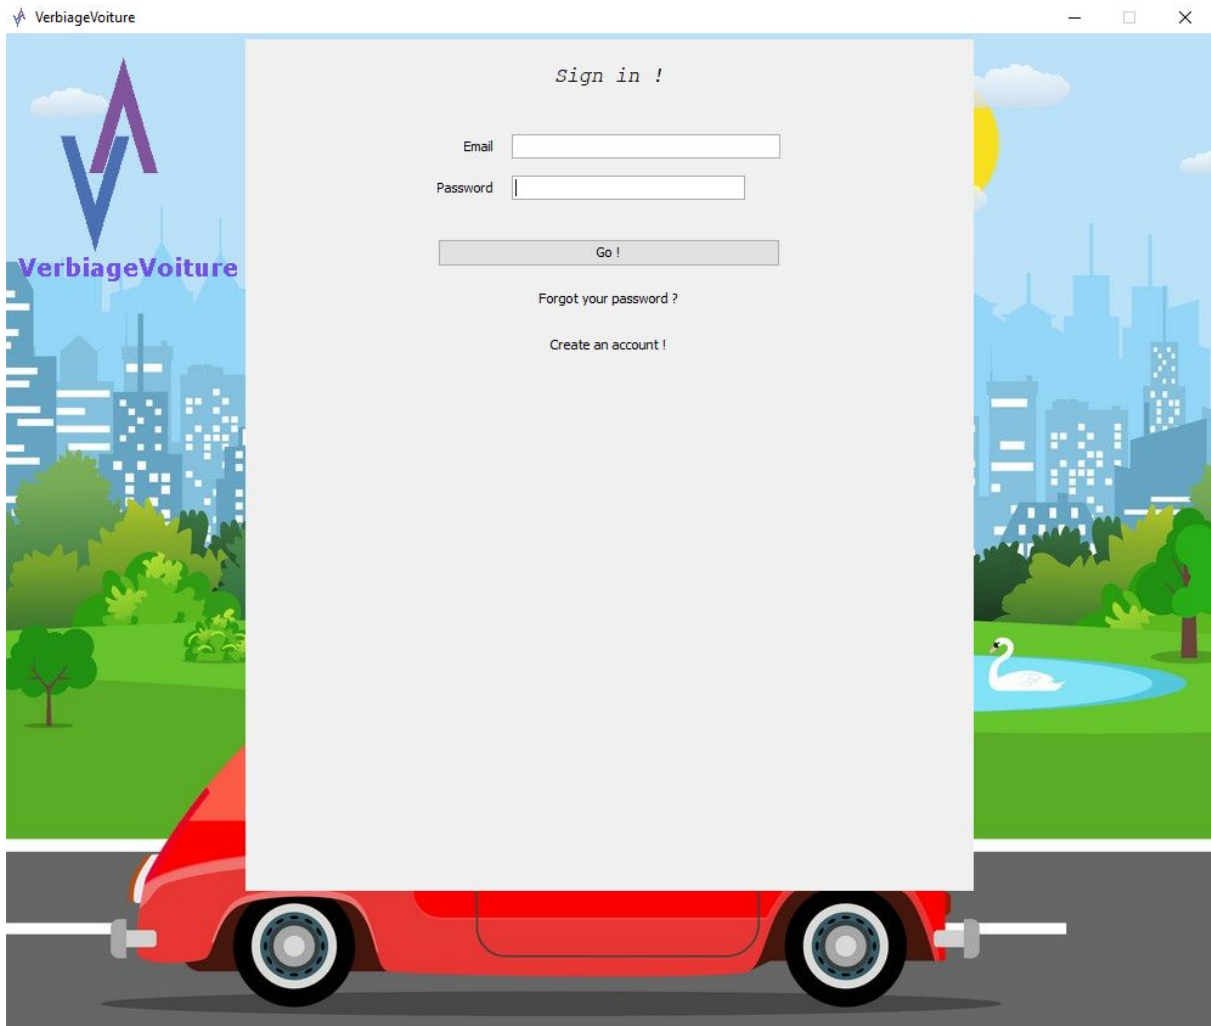 VerbiageVoiture
Sign in !
Email
Password
VerbiageVoiture
Go !
Forgot your password ?
Create an account !